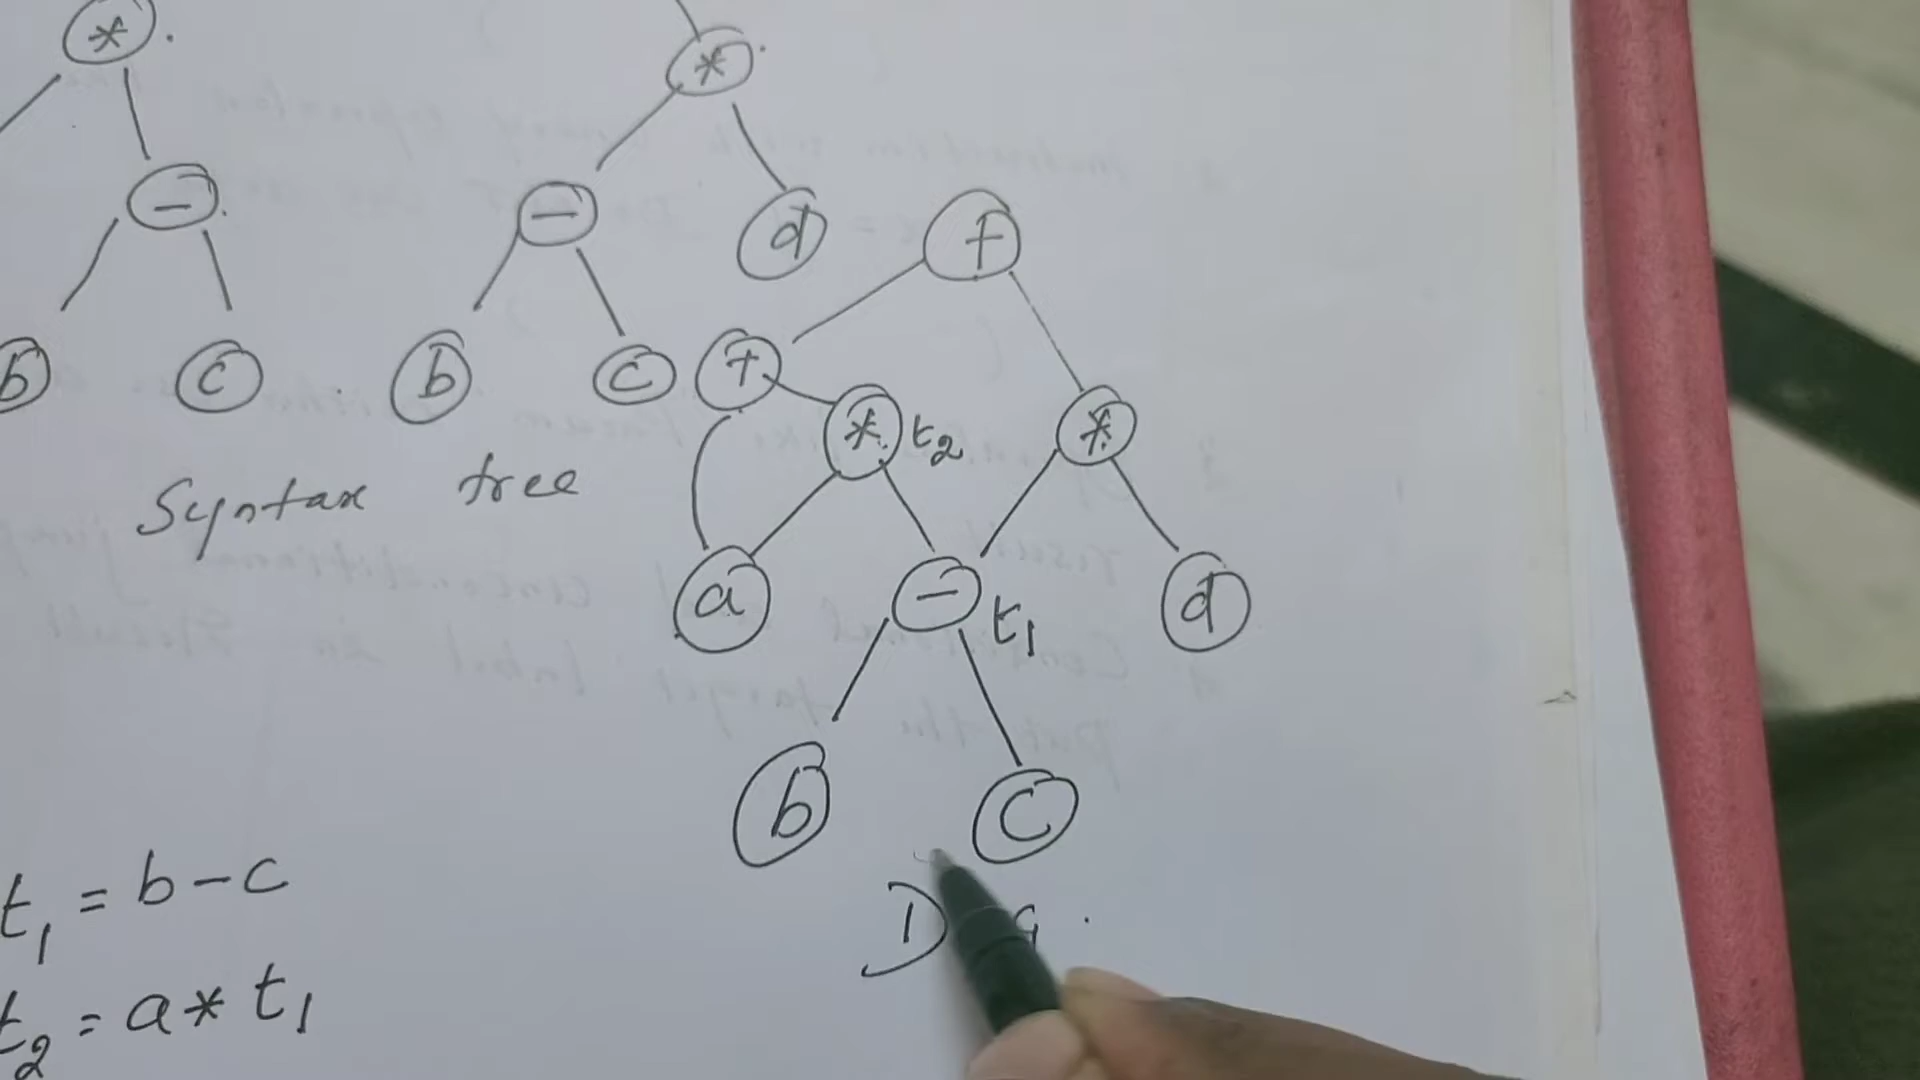 *
*
-
-
d
+
b
c
b
c
+
*
t2
*
Syntax tree
a
-
t1
d
b
c
t1 = b - c
t2 = a * t1